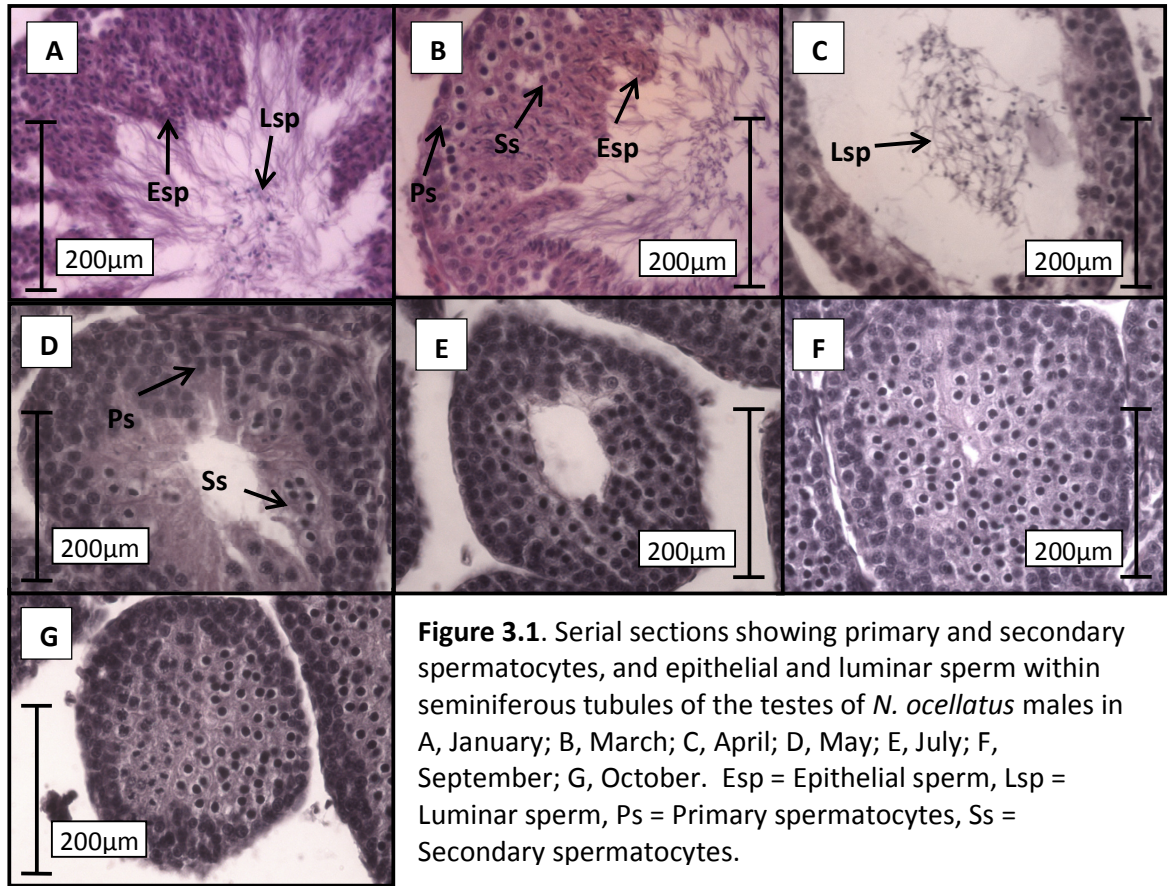 A
Lsp
Esp
200µm
B
Ss
Esp
Ps
200µm
C
Lsp
200µm
D
Ps
Ss
200µm
E
200µm
F
200µm
G
200µm
Figure 3.1. Serial sections showing primary and secondary
spermatocytes, and epithelial and luminar sperm within
seminiferous tubules of the testes of N. ocellatus males in
A, January; B, March; C, April; D, May; E, July; F,
September; G, October. Esp = Epithelial sperm, Lsp =
Luminar sperm, Ps = Primary spermatocytes, Ss =
Secondary spermatocytes.